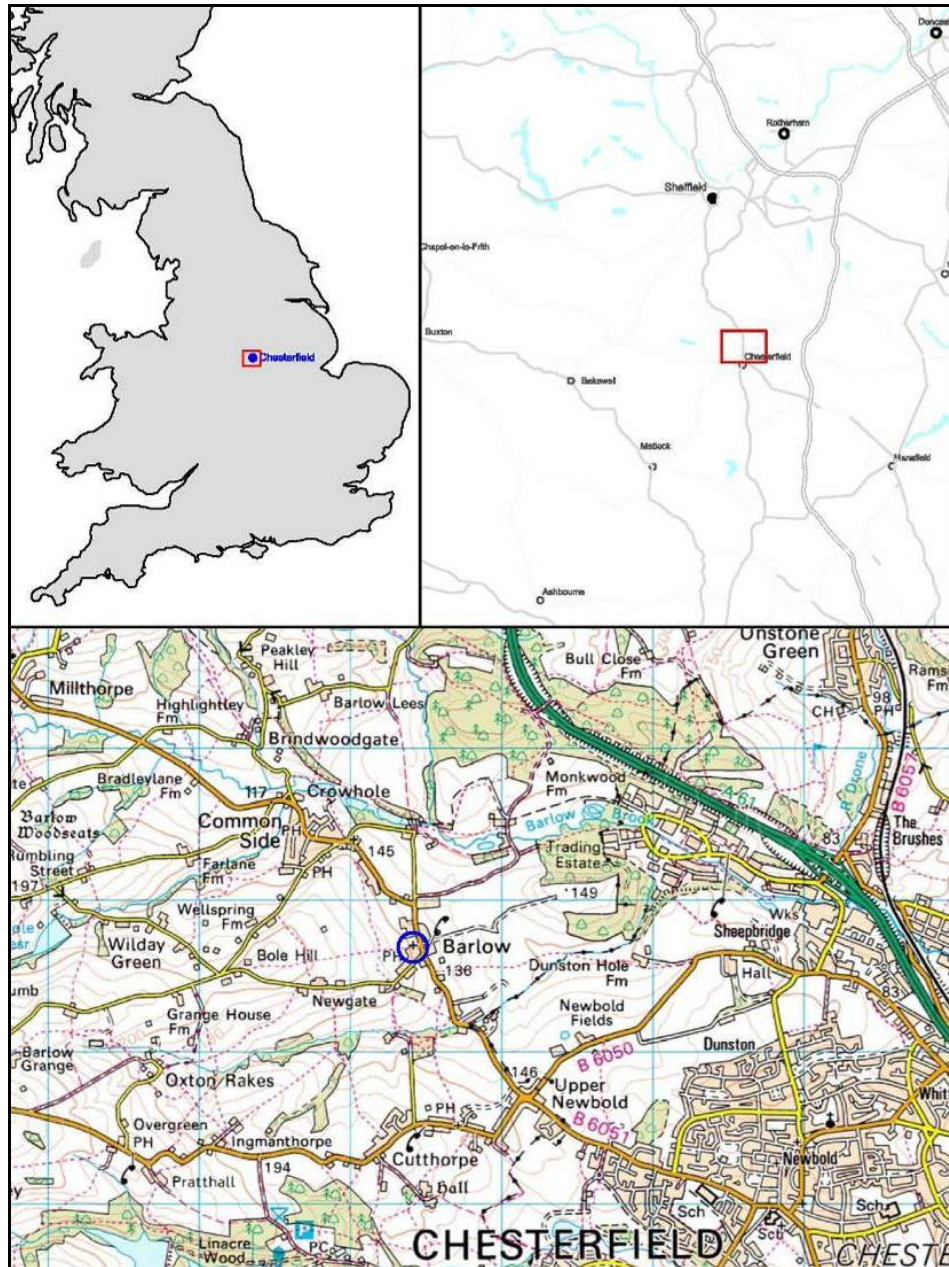 Chesterfield
Doncas
Rotherham
Sheffield
Chapel-en-le-Frith
Buxton
Chesterfield
Bakewell
Matlock
Mansfield
Ashbourne
Unstone
Green
Peakley
Hill
Bull Close
Fm
Rams
Fm
Millthorpe
Highlightley
Fm
Barlow Lees
98
PH
CH
Brindwoodgate
Bradleylane
Fm
Monkwood
Fm
A 61
R Drone
B 6057
117
Crowhole
Barlow Brook
The
Brushes
Barlow
Woodseats
Common
Side
PH
145
Trading
Estate
83
Rumbling
Street
Farlane
Fm
PH
197
149
Wellspring
Fm
Wks
Sheepbridge
Wilday
Green
Bole Hill
PH
Barlow
136
Dunston Hole
Fm
Hall
umb
Newgate
83
Grange House
Fm
Newbold
Fields
Barlow
Grange
Dunston
B 6050
Oxton Rakes
146
Upper
Newbold
Whit
Overgreen
PH
PH
B 6051
Ingmanthorpe
Cutthorpe
Newbold
194
Pratthall
Hall
Sch
Sch
Sch
Linacre
Wood
P
PC
CHESTERFIELD
CHESTE